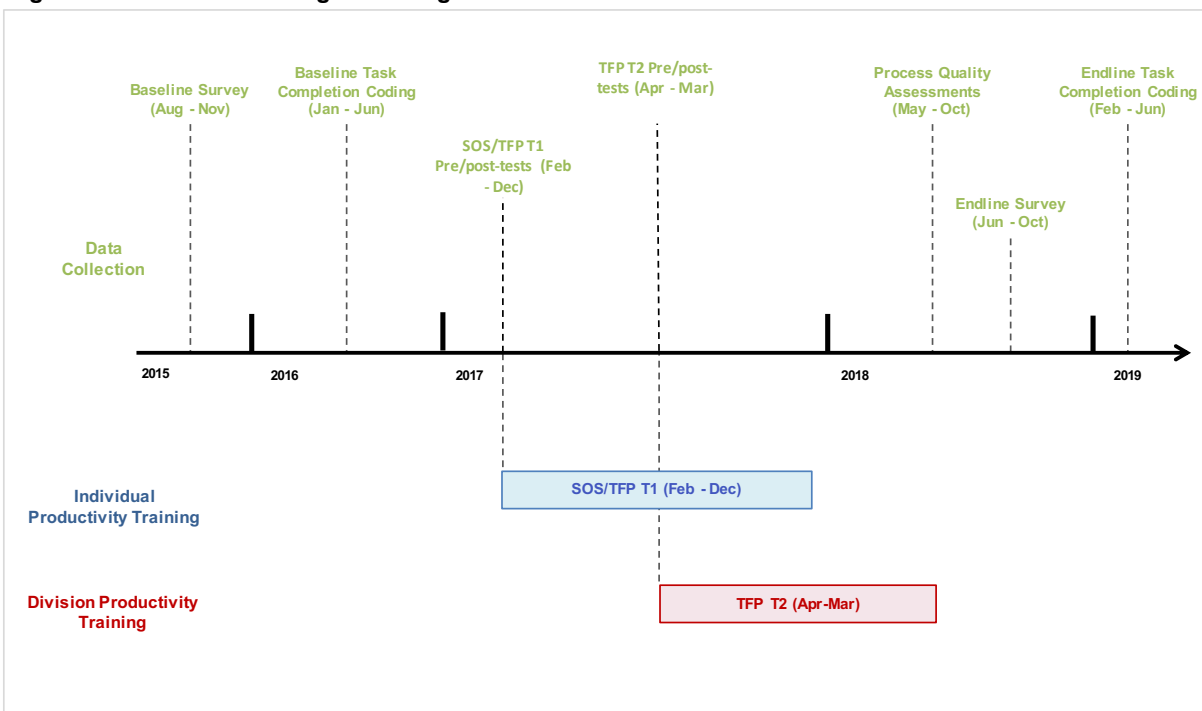 Baseline Survey
(Aug - Nov)
Baseline Task
Completion Coding
(Jan - Jun)
SOS/TFP T1
Pre/post-tests (Feb
- Dec)
TFP T2 Pre/post-
tests (Apr - Mar)
Process Quality
Assessments
(May - Oct)
Endline Survey
(Jun - Oct)
Endline Task
Completion Coding
(Feb - Jun)
Data
Collection
2015
2016
2017
2018
2019
Individual
Productivity Training
SOS/TFP T1 (Feb - Dec)
Division Productivity
Training
TFP T2 (Apr-Mar)